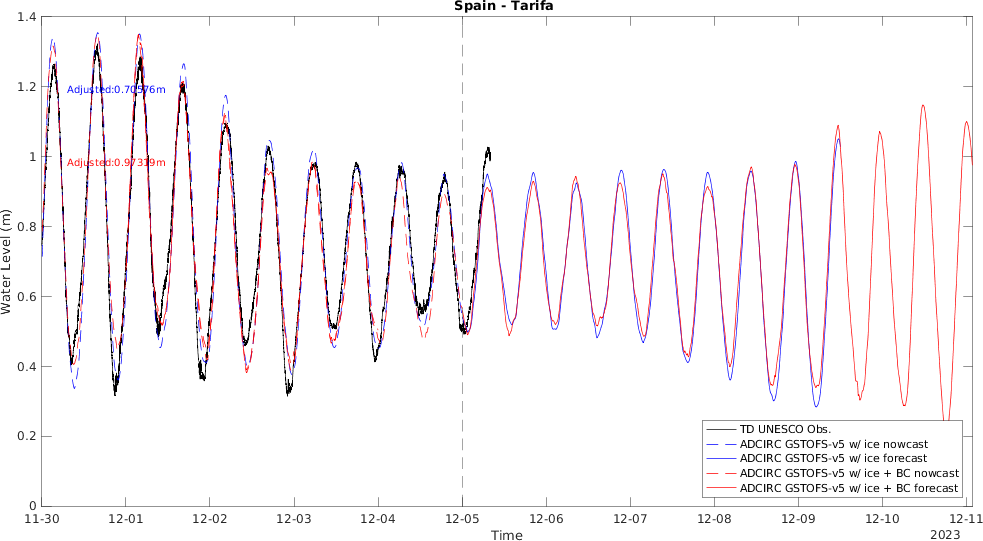 Spain - Tarifa
1.4
1.2
1
0.8
0.6
0.4
0.2
0
Water Level (m)
Adjusted:0.70576m
Adjusted:0.97339m
TD UNESCO Obs.
ADCIRC GSTOFS-v5 w/ ice nowcast
ADCIRC GSTOFS-v5 w/ ice forecast
ADCIRC GSTOFS-v5 w/ ice + BC nowcast
ADCIRC GSTOFS-v5 w/ ice + BC forecast
11-30 12-01 12-02 12-03 12-04 12-05 12-06 12-07 12-08 12-09 12-10 12-11
Time
2023